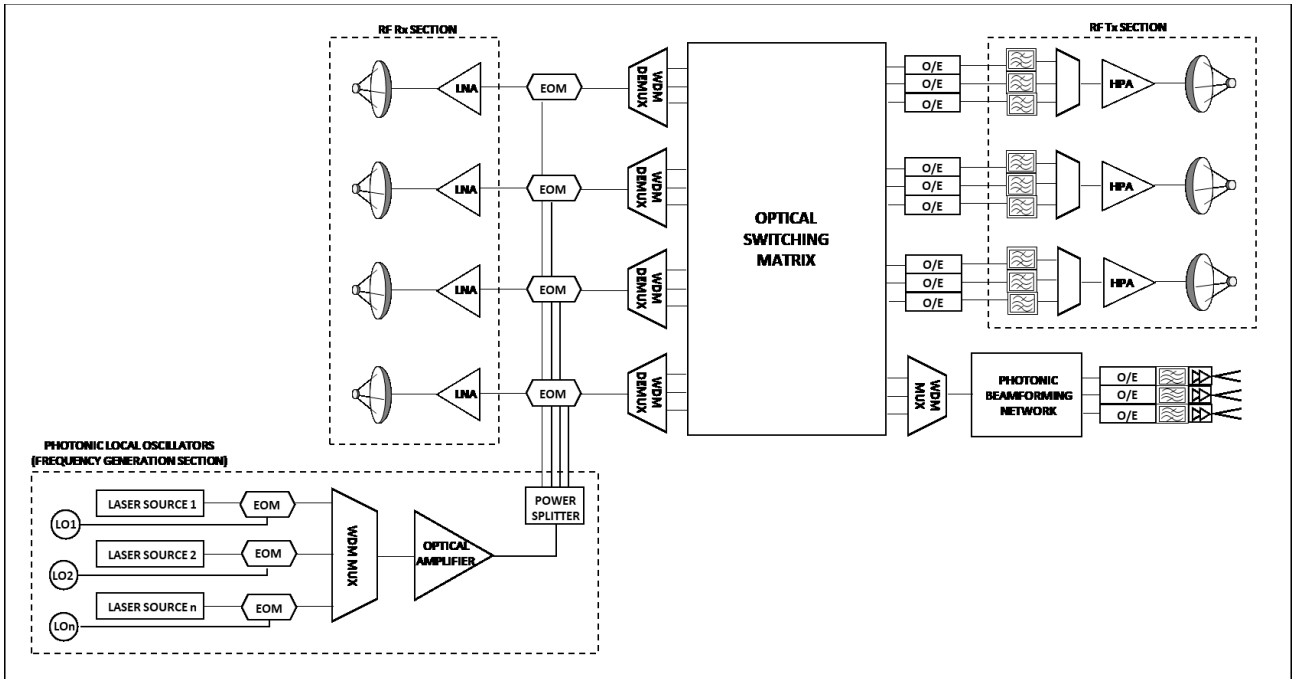 RF Rx SECTION
RF Tx SECTION
LNA
EOM
WDM
DEMUX
O/E
O/E
O/E
HPA
LNA
EOM
WDM
DEMUX
OPTICAL
SWITCHING
MATRIX
O/E
O/E
O/E
HPA
LNA
EOM
WDM
DEMUX
O/E
O/E
O/E
HPA
LNA
EOM
WDM
DEMUX
WDM
MUX
PHOTONIC
BEAMFORMING
NETWORK
O/E
O/E
O/E
PHOTONIC LOCAL OSCILLATORS
(FREQUENCY GENERATION SECTION)
LASER SOURCE 1
EOM
LO1
LASER SOURCE 2
EOM
LO2
LASER SOURCE n
EOM
LOn
WDM MUX
OPTICAL
AMPLIFIER
POWER
SPLITTER